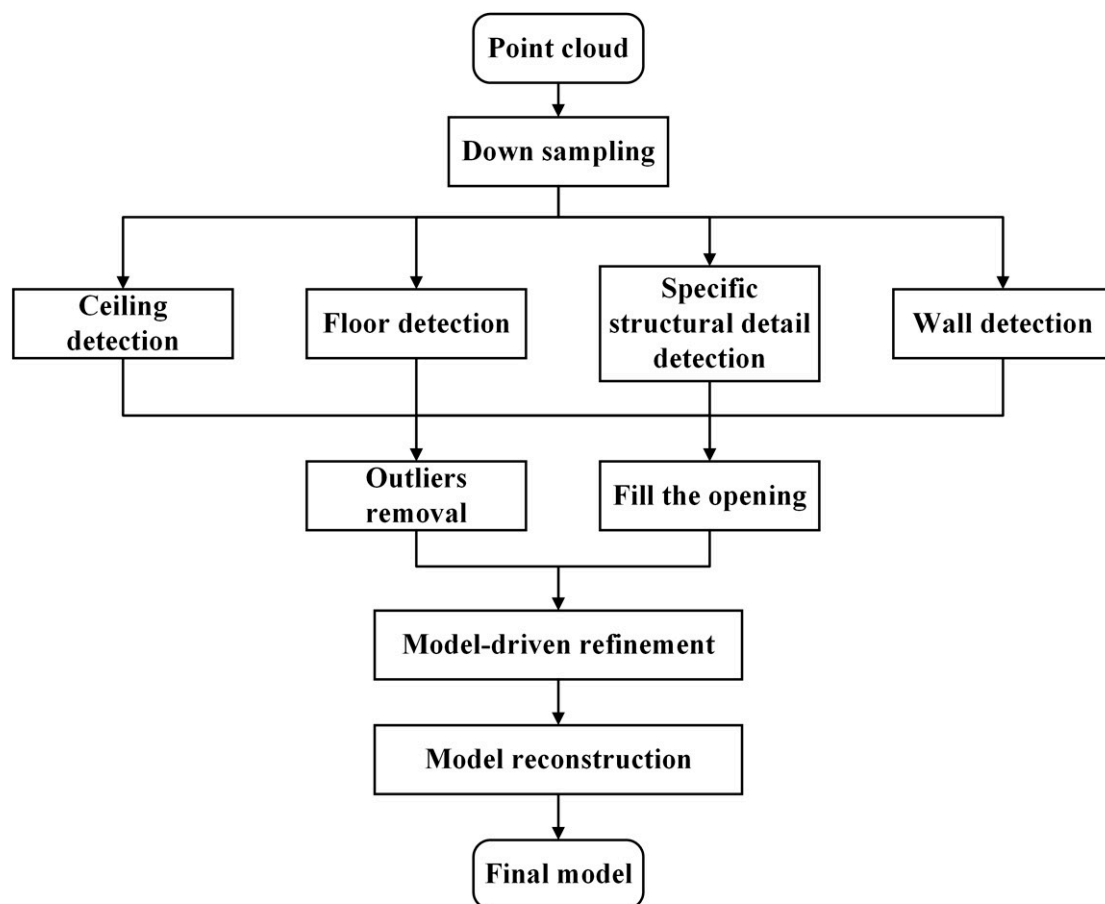 Point cloud
Down sampling
Ceiling
detection
Floor detection
Specific
structural detail
detection
Wall detection
Outliers
removal
Fill the opening
Model-driven refinement
Model reconstruction
Final model